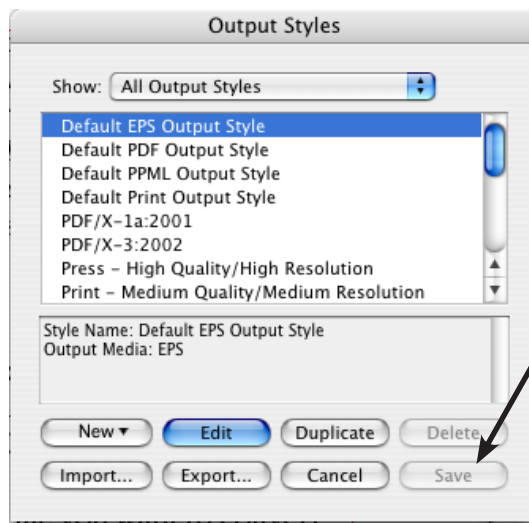 Output Styles
Show: All Output Styles
Default EPS Output Style
Default PDF Output Style
Default PPML Output Style
Default Print Output Style
PDF/X-1a:2001
PDF/X-3:2002
Press – High Quality/High Resolution
Print – Medium Quality/Medium Resolution
Style Name: Default EPS Output Style
Output Media: EPS
New Edit Duplicate Delete
Import... Export... Cancel Save